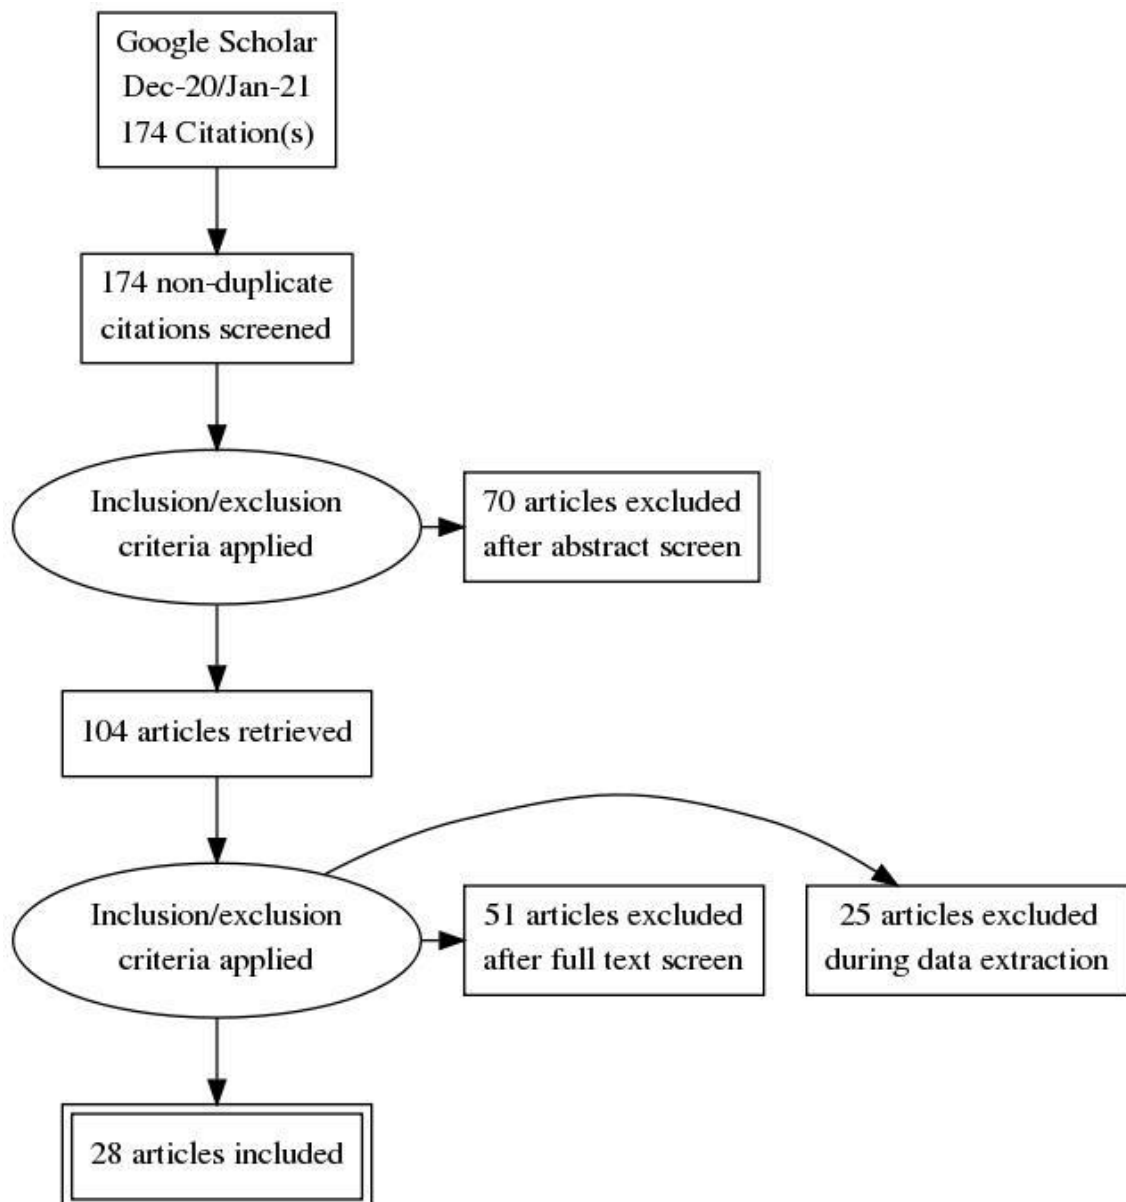 Google Scholar
Dec-20/Jan-21
174 Citation(s)
174 non-duplicate
citations screened
Inclusion/exclusion
criteria applied
70 articles excluded
after abstract screen
104 articles retrieved
Inclusion/exclusion
criteria applied
51 articles excluded
after full text screen
25 articles excluded
during data extraction
28 articles included